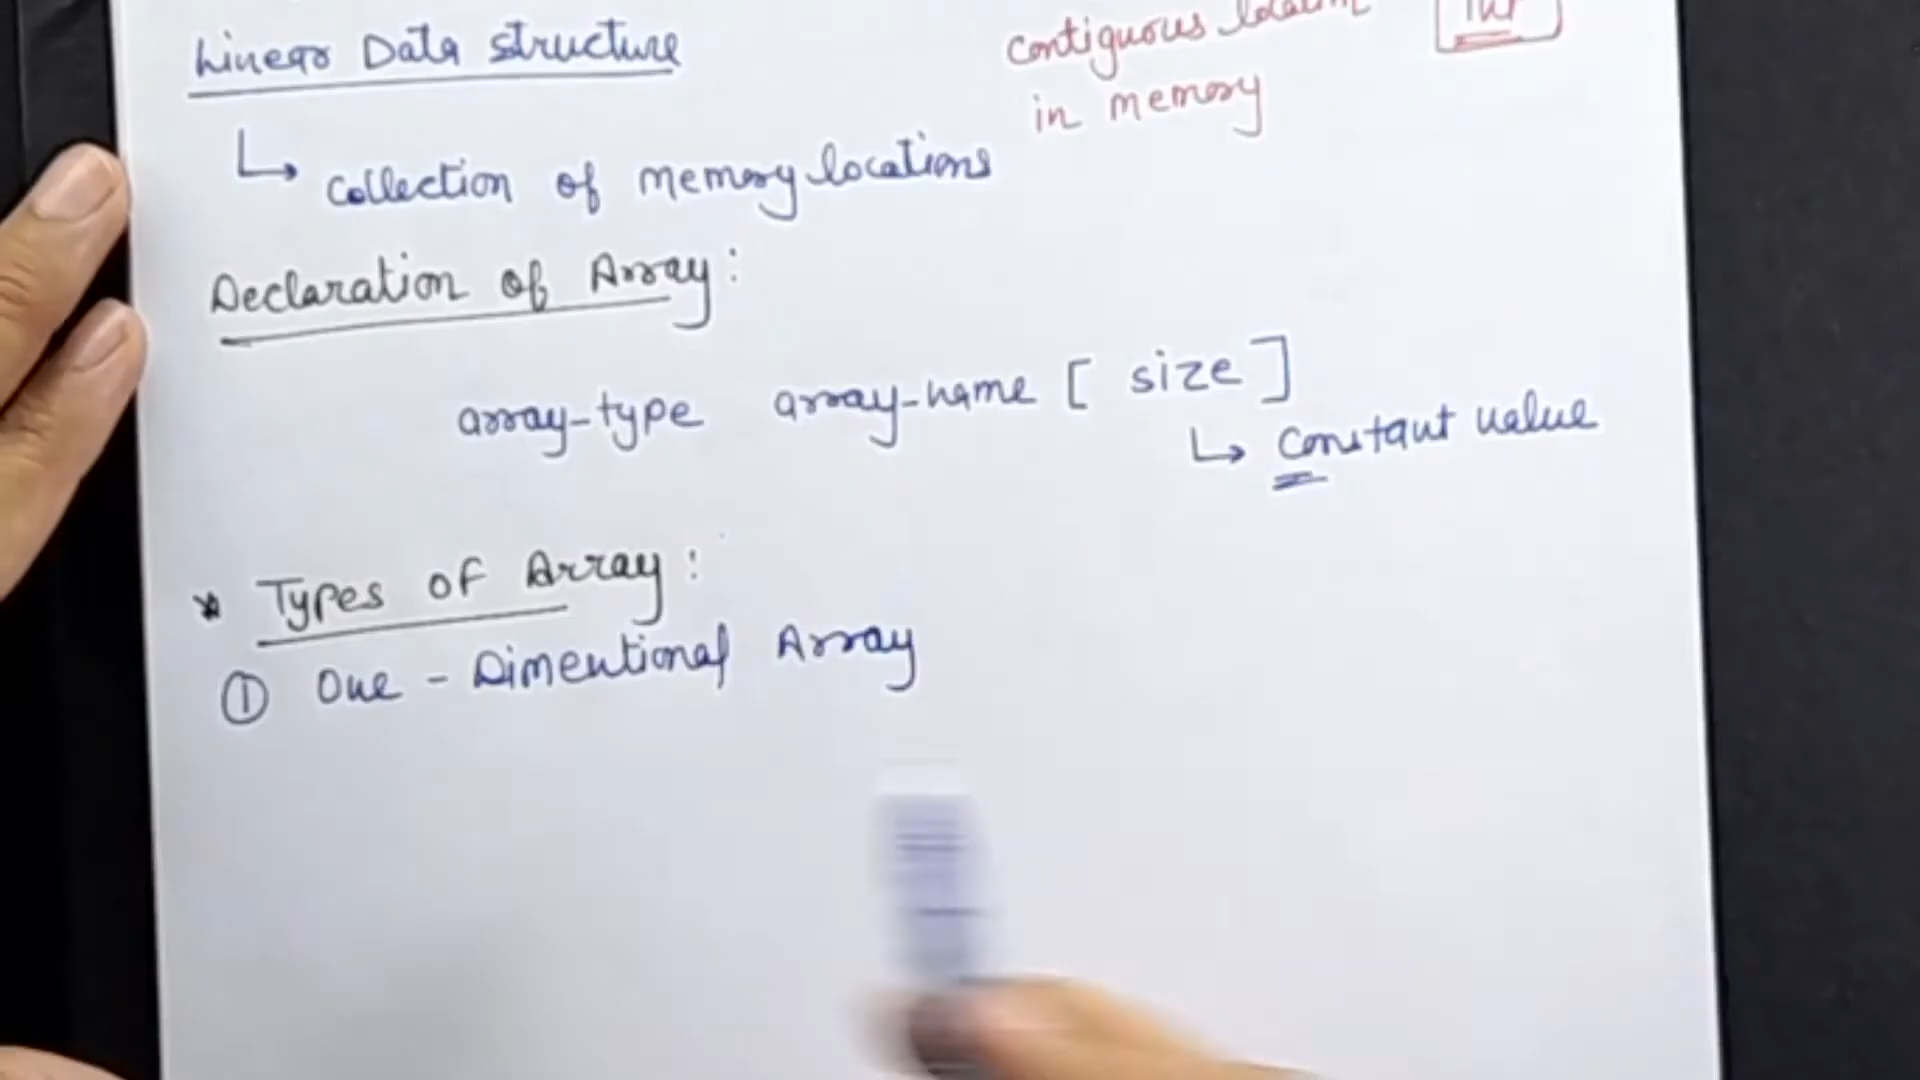 Linear Data structure
contiguous location
in memory
↳ collection of memory locations
Declaration of Array:
array-type array-name [ size ]
↳ Constant value
* Types of Array:
① One - Dimentional Array